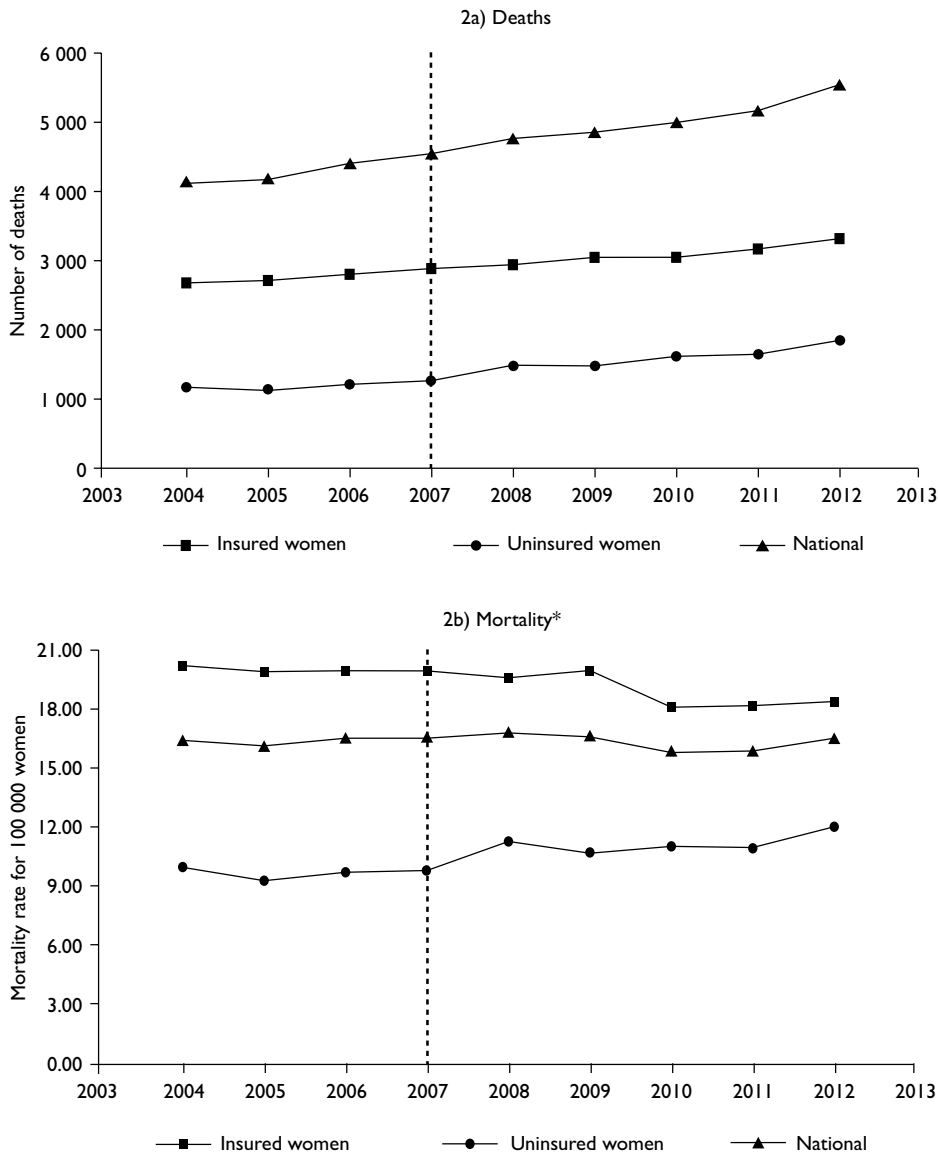 2a) Deaths
6 000
5 000
4 000
3 000
2 000
1 000
0
Number of deaths
2003 2004 2005 2006 2007 2008 2009 2010 2011 2012 2013
Insured women Uninsured women National
2b) Mortality*
21.00
18.00
15.00
12.00
9.00
6.00
3.00
0.00
Mortality rate for 100 000 women
2003 2004 2005 2006 2007 2008 2009 2010 2011 2012 2013
Insured women Uninsured women National